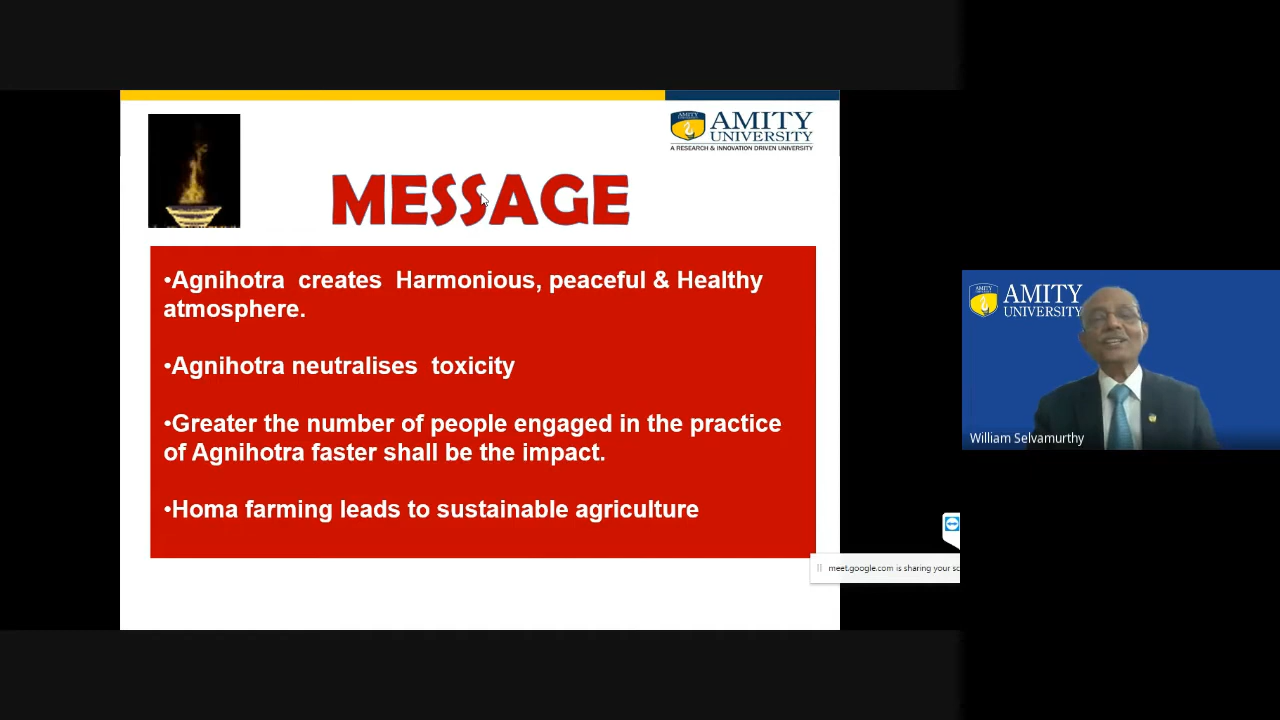 AMITY
UNIVERSITY
A RESEARCH & INNOVATION DRIVEN UNIVERSITY
MESSAGE
•Agnihotra creates Harmonious, peaceful & Healthy
atmosphere.
•Agnihotra neutralises toxicity
•Greater the number of people engaged in the practice
of Agnihotra faster shall be the impact.
•Homa farming leads to sustainable agriculture
meet.google.com is sharing your sc
AMITY
UNIVERSITY
William Selvamurthy